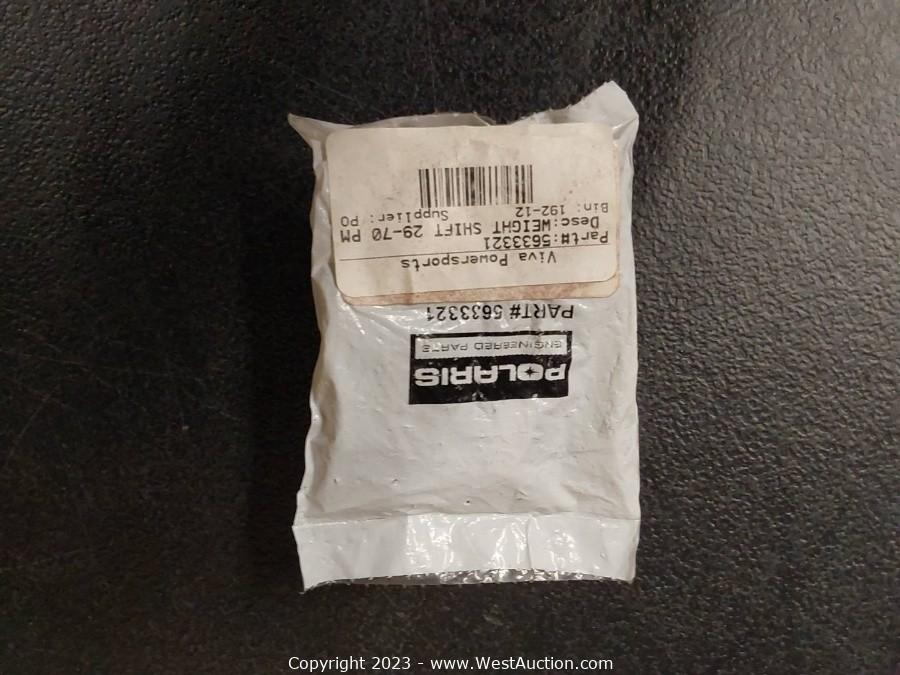 Viva Powersports
Part#:5633321
Desc:WEIGHT SHIFT 29-70 PM
Bin: 192-12 Supplier: PO
PART# 5633321
ENGINEERED PARTS
POLARIS
Copyright 2023 - www.WestAuction.com